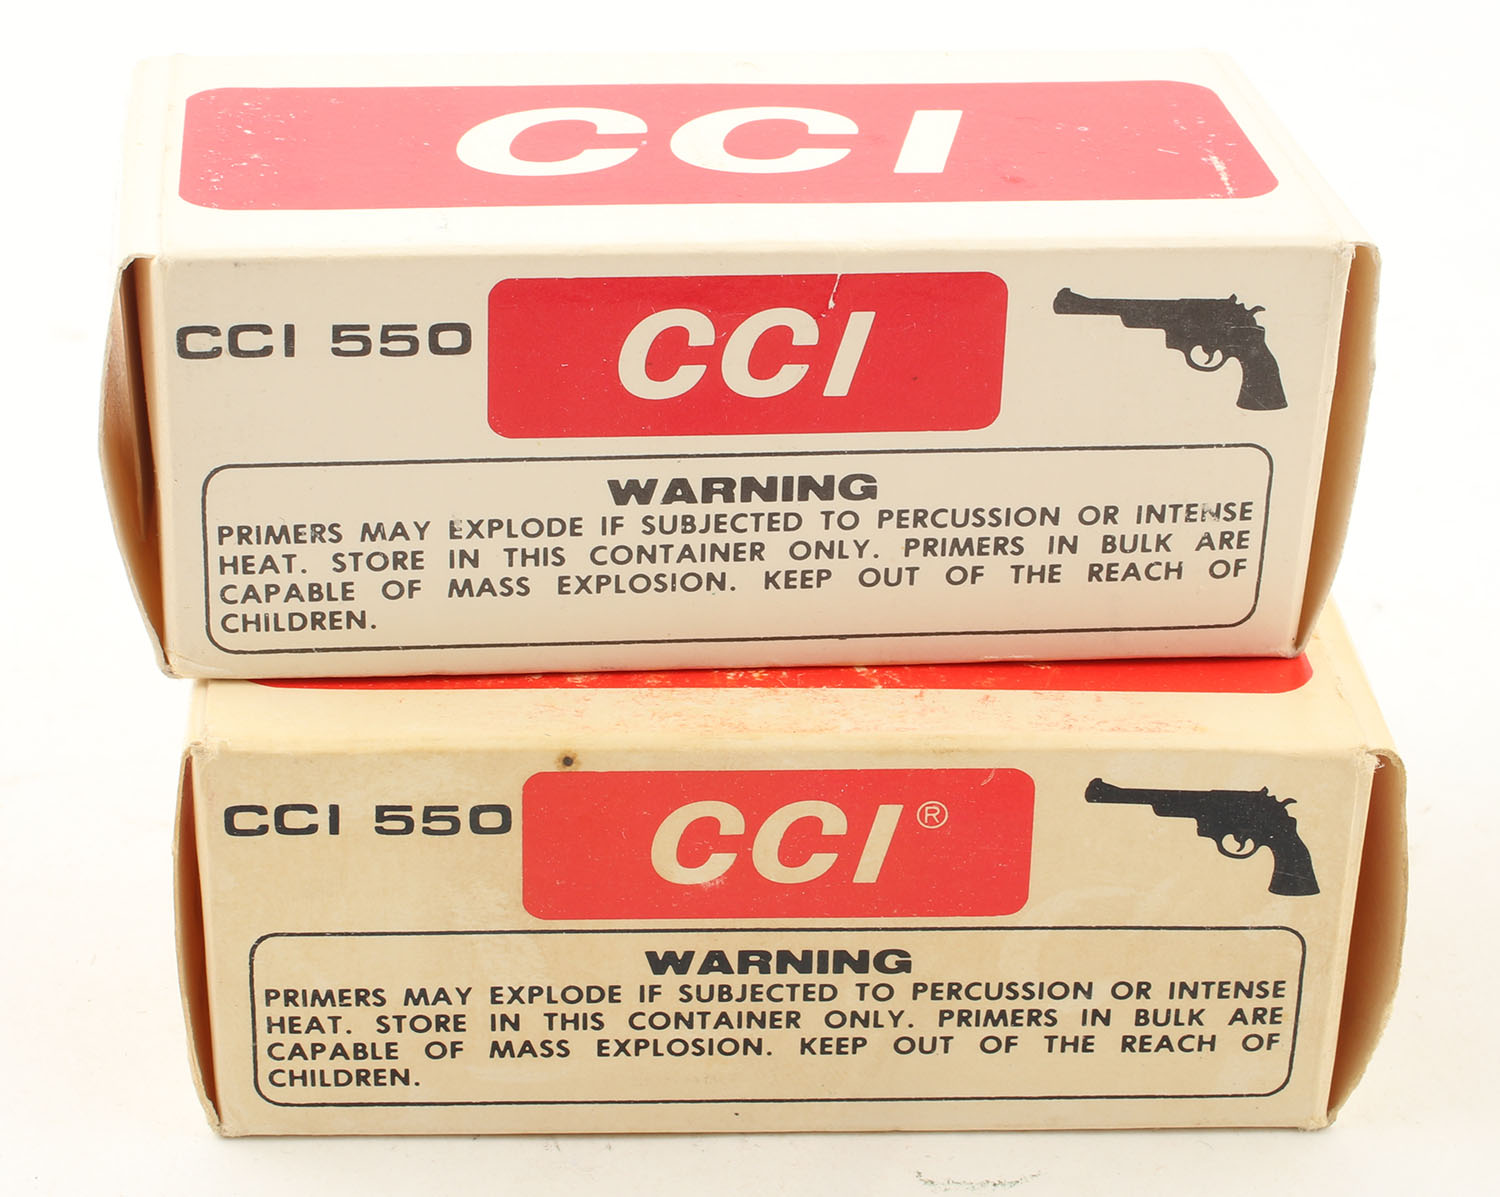 CCI
CCI 550
CCI
WARNING
PRIMERS MAY EXPLODE IF SUBJECTED TO PERCUSSION OR INTENSE
HEAT. STORE IN THIS CONTAINER ONLY. PRIMERS IN BULK ARE
CAPABLE OF MASS EXPLOSION. KEEP OUT OF THE REACH OF
CHILDREN.
CCI 550
CCI®
WARNING
PRIMERS MAY EXPLODE IF SUBJECTED TO PERCUSSION OR INTENSE
HEAT. STORE IN THIS CONTAINER ONLY. PRIMERS IN BULK ARE
CAPABLE OF MASS EXPLOSION. KEEP OUT OF THE REACH OF
CHILDREN.